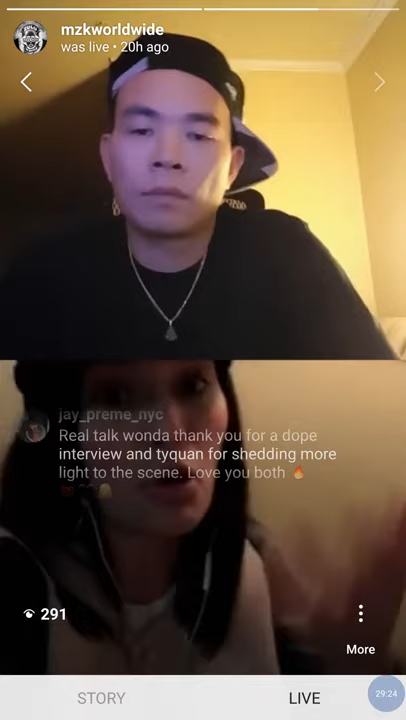 mzkworldwide
was live • 20h ago
jay_preme_nyc
Real talk wonda thank you for a dope
interview and tyquan for shedding more
light to the scene. Love you both 🔥
291
More
STORY
LIVE
29:24